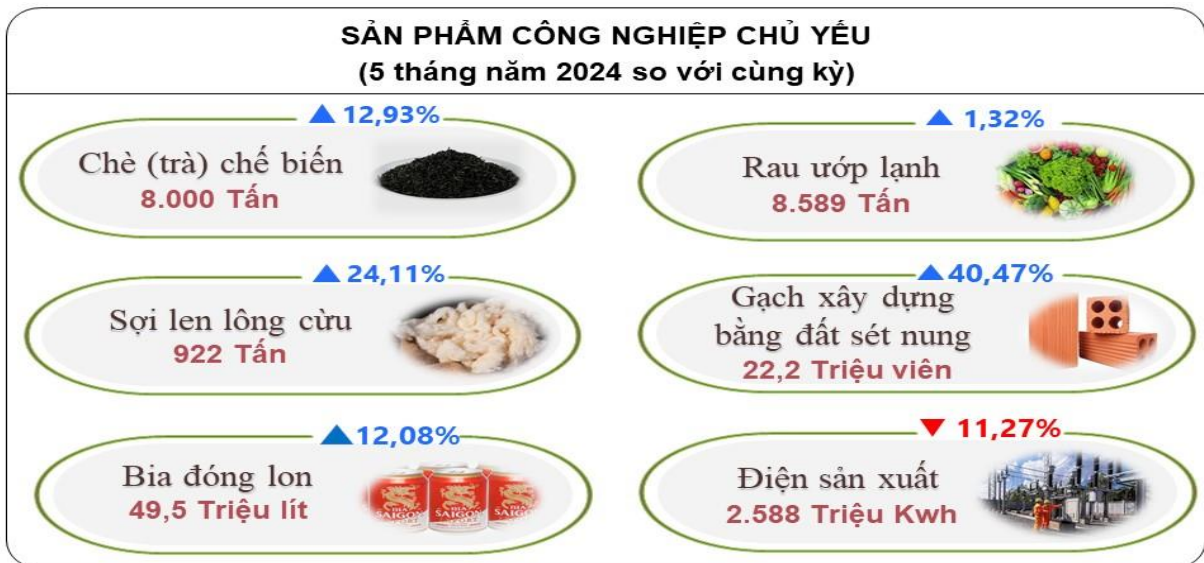 SẢN PHẨM CÔNG NGHIỆP CHỦ YẾU
(5 tháng năm 2024 so với cùng kỳ)
▲ 12,93%
Chè (trà) chế biến
8.000 Tấn
▲ 1,32%
Rau ướp lạnh
8.589 Tấn
▲ 24,11%
Sợi len lông cừu
922 Tấn
▲ 40,47%
Gạch xây dựng
bằng đất sét nung
22,2 Triệu viên
▲ 12,08%
Bia đóng lon
49,5 Triệu lít
BIA
SAIGON
▼ 11,27%
Điện sản xuất
2.588 Triệu Kwh